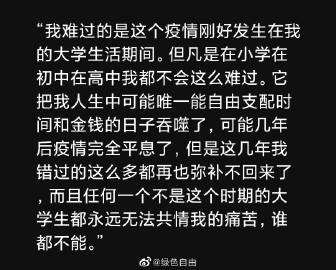 “我难过的是这个疫情刚好发生在我
的大学生活期间。但凡是在小学在
初中在高中我都不会这么难过。它
把我人生中可能唯一能自由支配时
间和金钱的日子吞噬了，可能几年
后疫情完全平息了，但是这几年我
错过的这么多都再也弥补不回来了
，而且任何一个不是这个时期的大
学生都永远无法共情我的痛苦，谁
都不能。”
@绿色自由